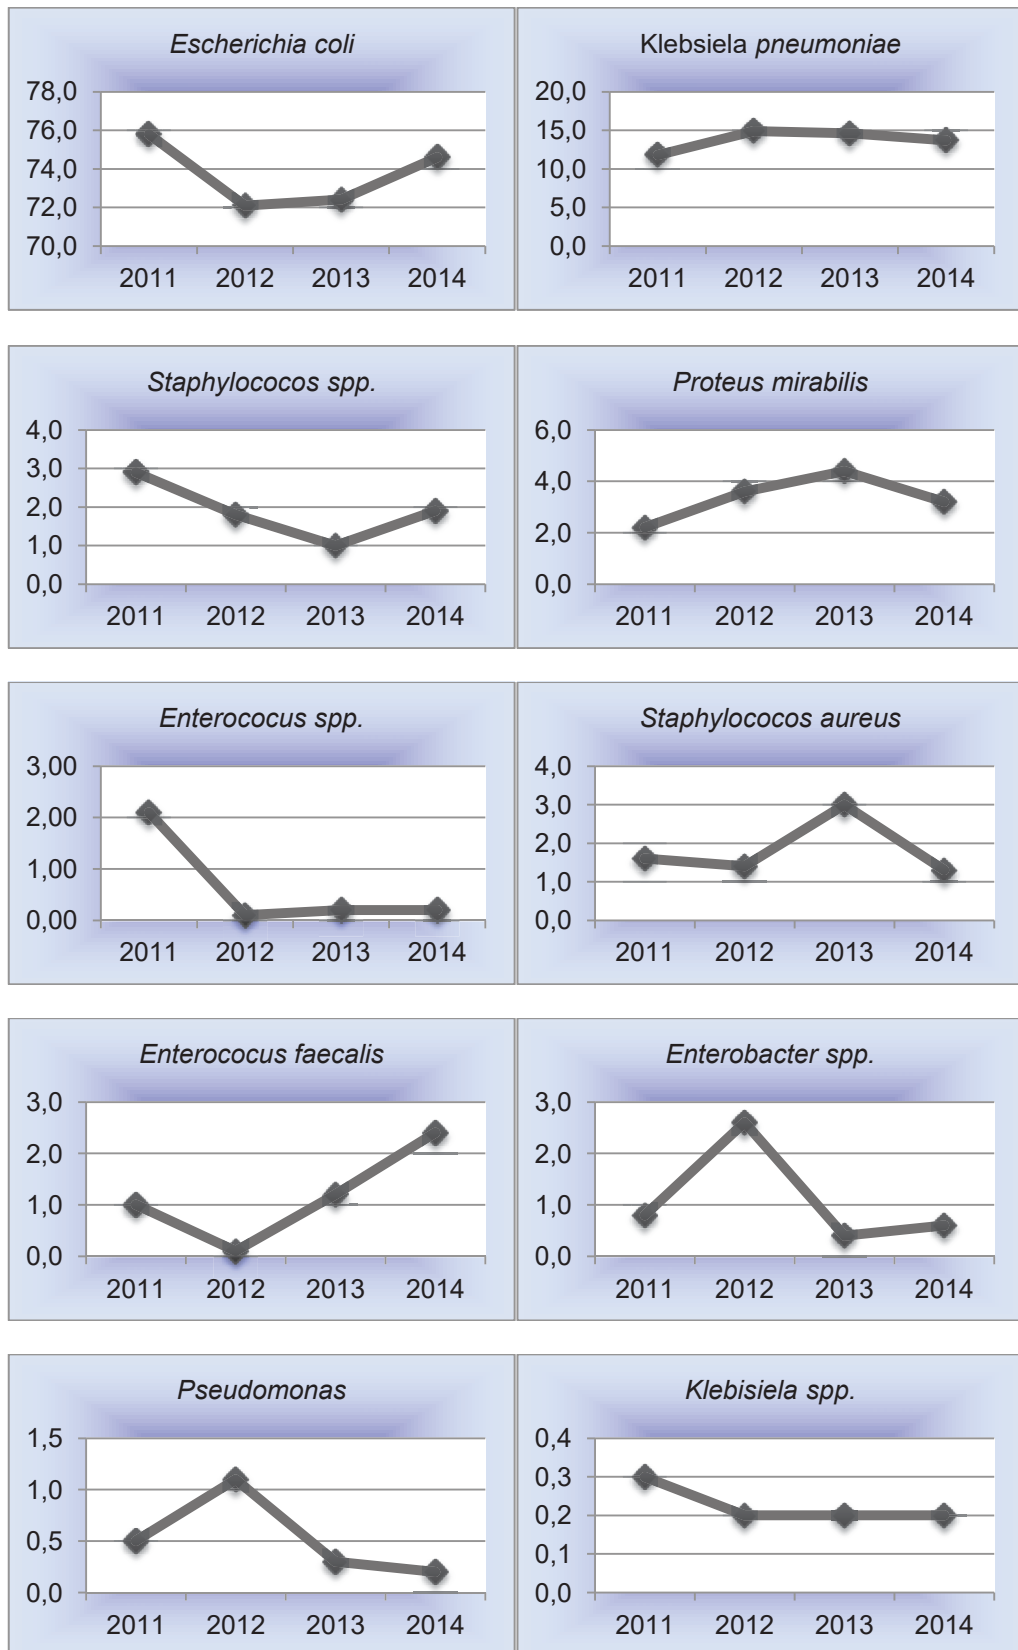 Escherichia coli
78,0
76,0
74,0
72,0
70,0
2011 2012 2013 2014
Klebsiela pneumoniae
20,0
15,0
10,0
5,0
0,0
2011 2012 2013 2014
Staphylococos spp.
4,0
3,0
2,0
1,0
0,0
2011 2012 2013 2014
Proteus mirabilis
6,0
4,0
2,0
0,0
2011 2012 2013 2014
Enterococus spp.
3,00
2,00
1,00
0,00
2011 2012 2013 2014
Staphylococos aureus
4,0
3,0
2,0
1,0
0,0
2011 2012 2013 2014
Enterococus faecalis
3,0
2,0
1,0
0,0
2011 2012 2013 2014
Enterobacter spp.
3,0
2,0
1,0
0,0
2011 2012 2013 2014
Pseudomonas
1,5
1,0
0,5
0,0
2011 2012 2013 2014
Klebisiela spp.
0,4
0,3
0,2
0,1
0,0
2011 2012 2013 2014